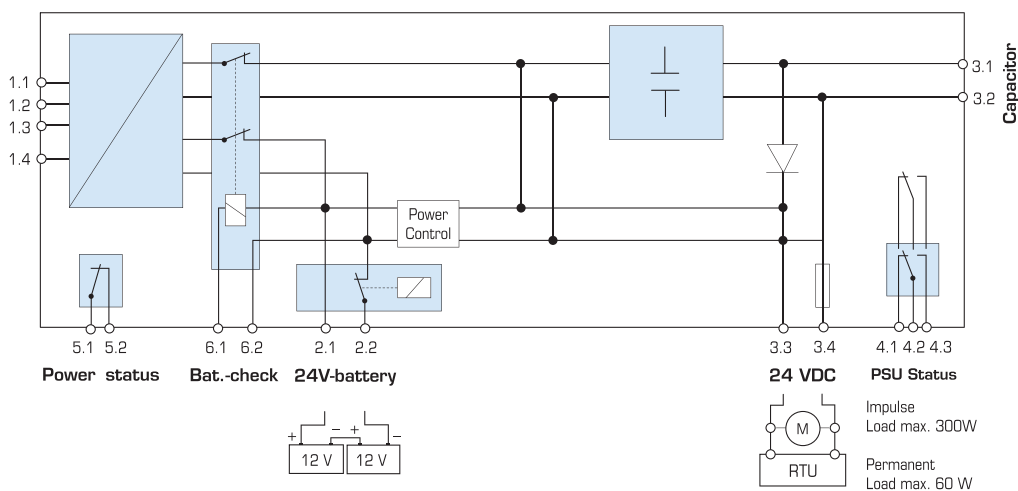 1.1
1.2
1.3
1.4
3.1
3.2
Capacitor
Power
Control
5.1 5.2
6.1 6.2
2.1 2.2
3.3 3.4
4.1 4.2 4.3
Power status
Bat.-check
24V-battery
24 VDC
PSU Status
+ − + −
12 V 12 V
M
RTU
Impulse
Load max. 300W
Permanent
Load max. 60 W